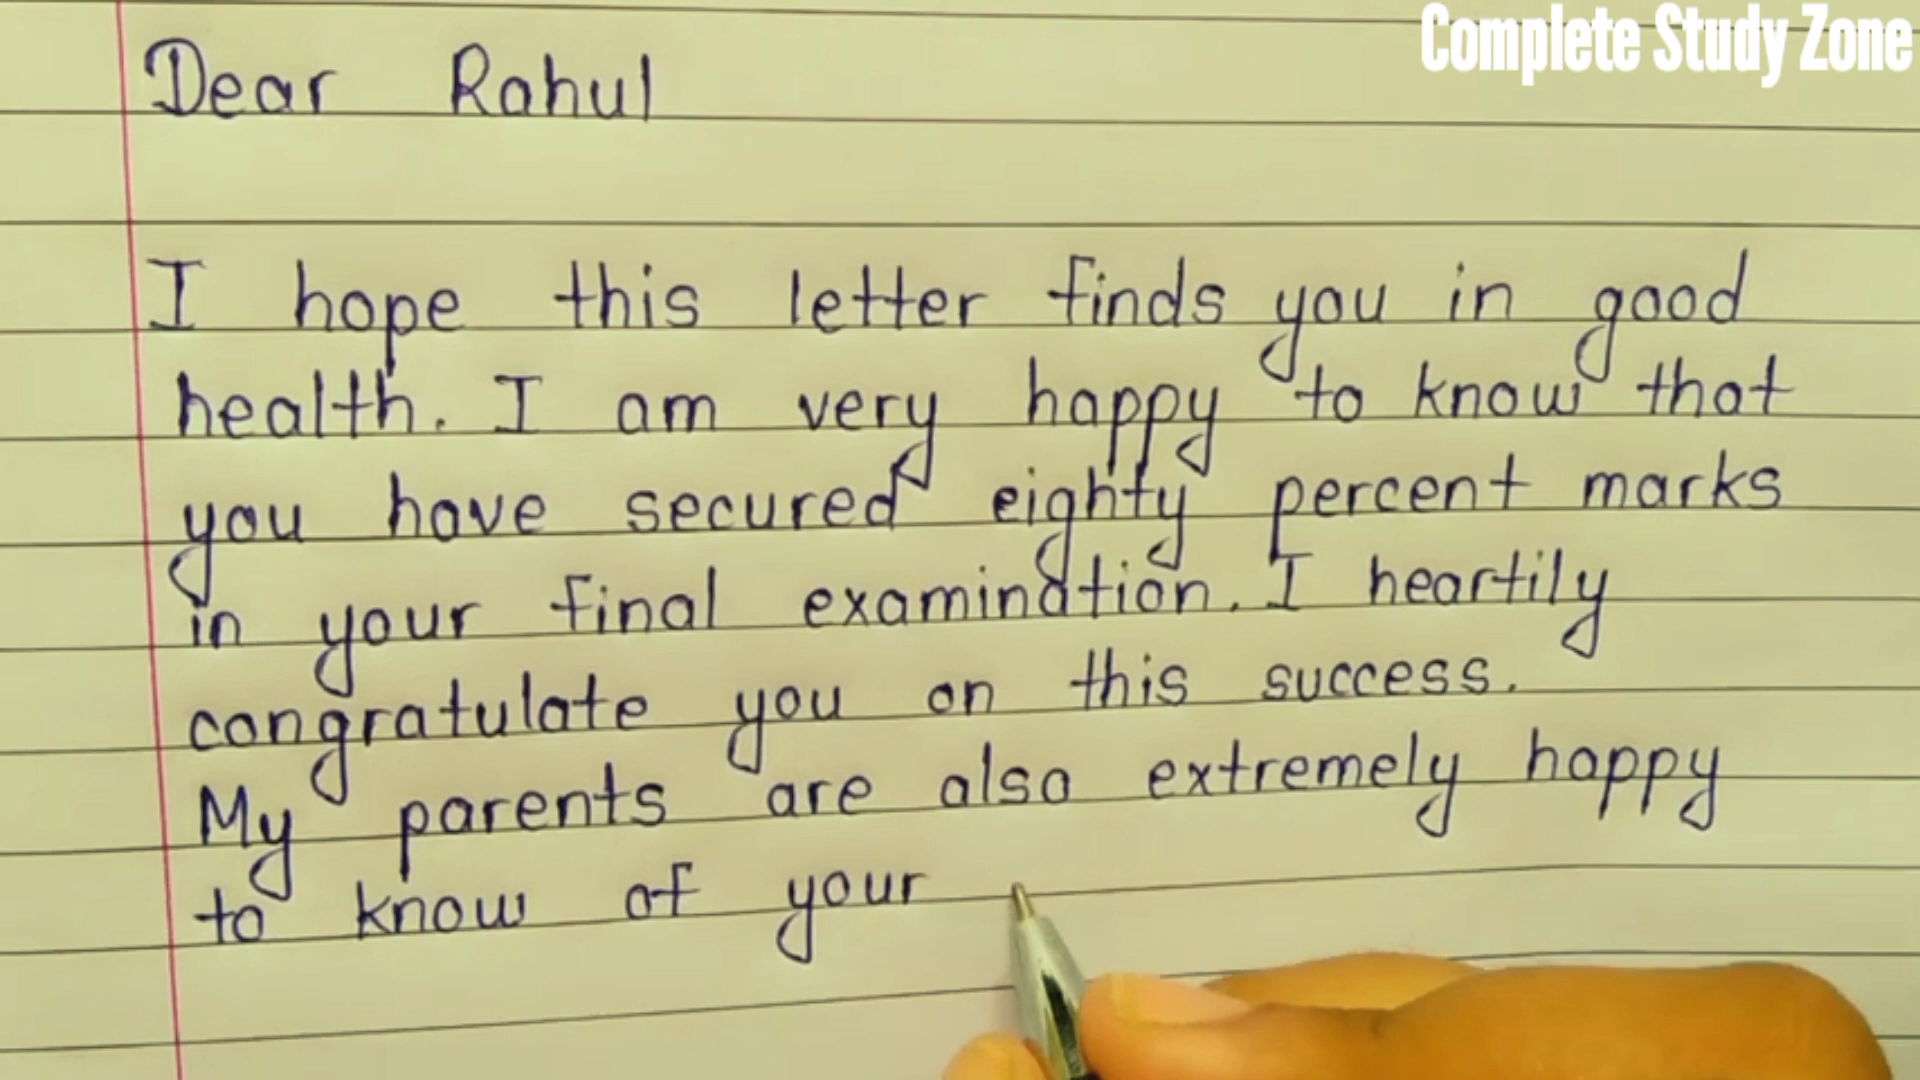 Complete Study Zone
Dear Rahul
I hope this letter finds you in good
health. I am very happy to know that
you have secured eighty percent marks
in your final examination. I heartily
congratulate you on this success.
My parents are also extremely happy
to know of your